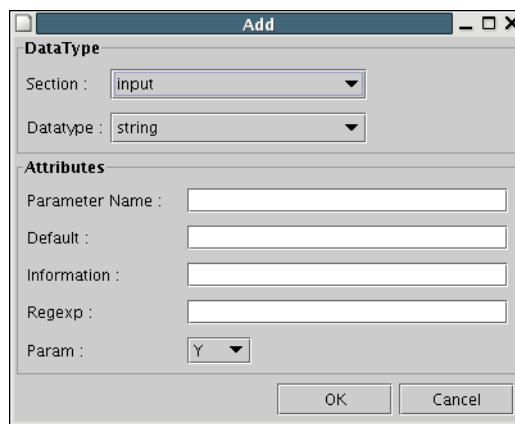 Add
DataType
Section : input
Datatype : string
Attributes
Parameter Name :
Default :
Information :
Regexp :
Param : Y
OK Cancel